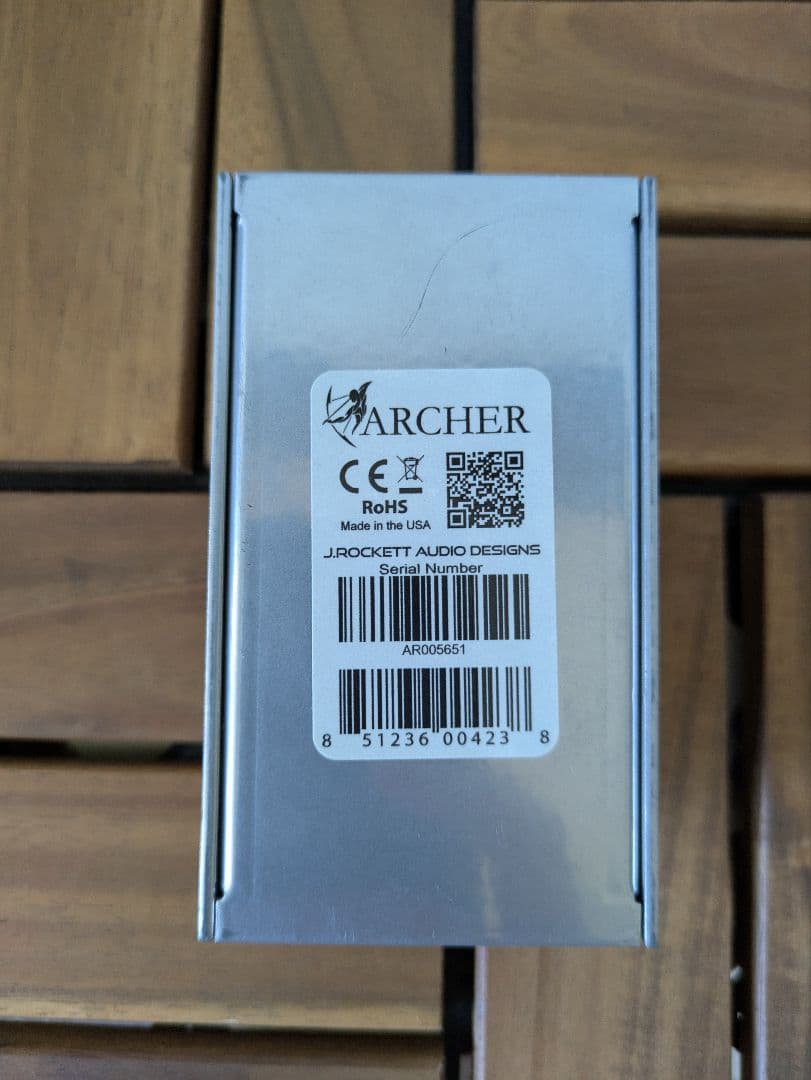 ARCHER
CE
RoHS
Made in the USA
J.ROCKETT AUDIO DESIGNS
Serial Number
AR005651
8 51236 00423 8